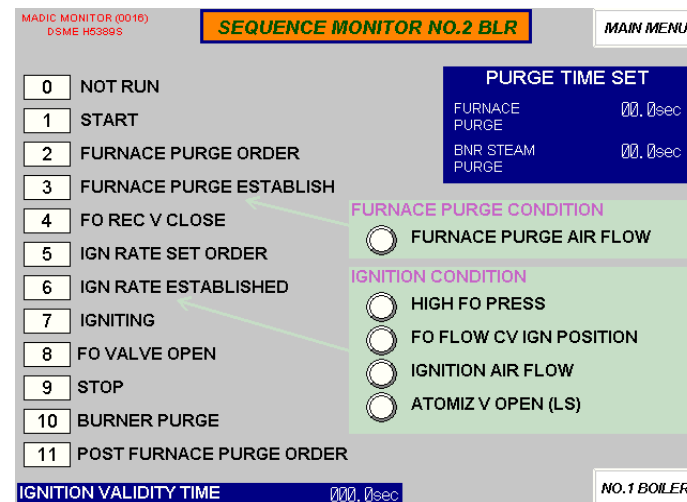 MADIC MONITOR (0016)
DSME H5389S
SEQUENCE MONITOR NO.2 BLR
MAIN MENU
0 NOT RUN
1 START
2 FURNACE PURGE ORDER
3 FURNACE PURGE ESTABLISH
4 FO REC V CLOSE
5 IGN RATE SET ORDER
6 IGN RATE ESTABLISHED
7 IGNITING
8 FO VALVE OPEN
9 STOP
10 BURNER PURGE
11 POST FURNACE PURGE ORDER
PURGE TIME SET
FURNACE PURGE 00.0sec
BNR STEAM PURGE 00.0sec
FURNACE PURGE CONDITION
FURNACE PURGE AIR FLOW
IGNITION CONDITION
HIGH FO PRESS
FO FLOW CV IGN POSITION
IGNITION AIR FLOW
ATOMIZ V OPEN (LS)
IGNITION VALIDITY TIME 000.0sec
NO.1 BOILER